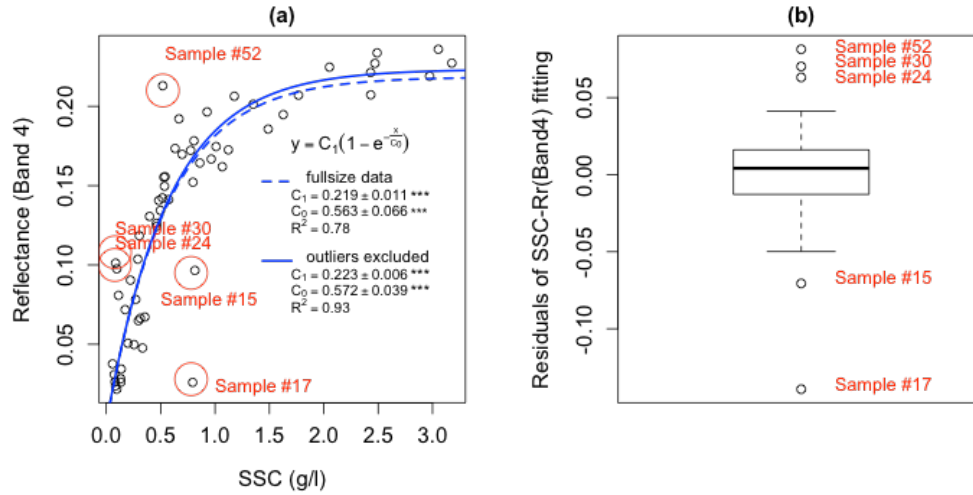 (a)
Reflectance (Band 4)
0.20
0.15
0.10
0.05
Sample #52
Sample #30
Sample #24
Sample #15
Sample #17
y = C₁(1 − e^(−x/C₀))
fullsize data
C₁ = 0.219 ± 0.011 ***
C₀ = 0.563 ± 0.066 ***
R² = 0.78
outliers excluded
C₁ = 0.223 ± 0.006 ***
C₀ = 0.572 ± 0.039 ***
R² = 0.93
0.0 0.5 1.0 1.5 2.0 2.5 3.0
SSC (g/l)
(b)
Residuals of SSC-Rr(Band4) fitting
0.05
0.00
-0.05
-0.10
Sample #52
Sample #30
Sample #24
Sample #15
Sample #17